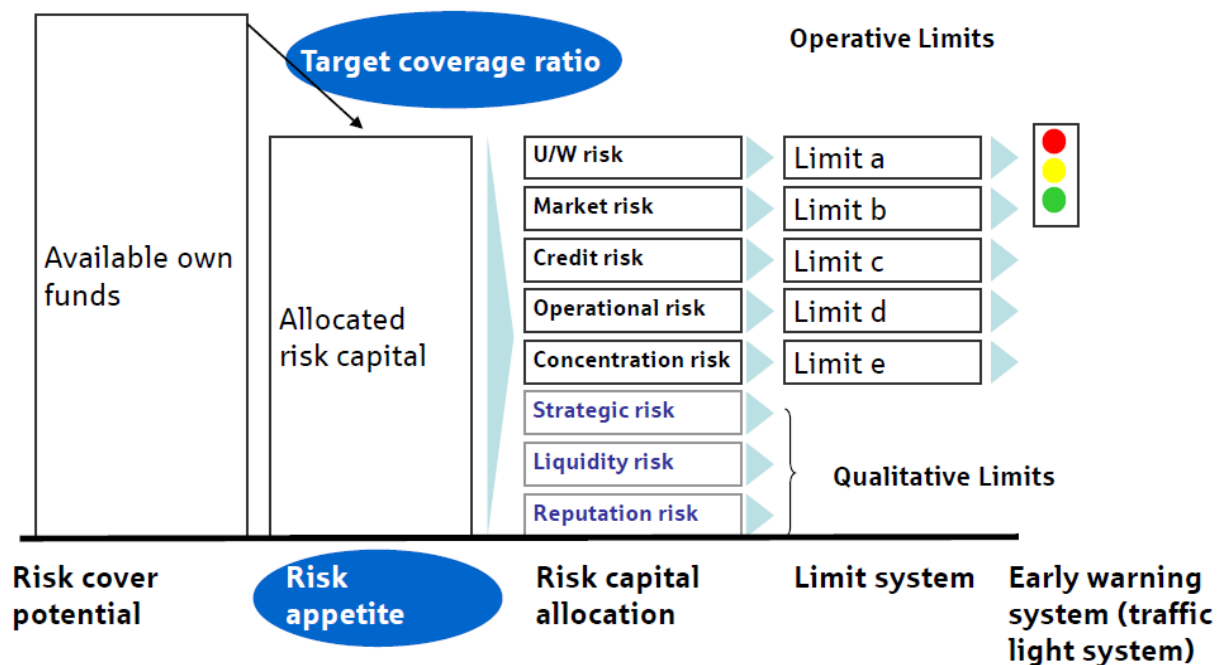 Target coverage ratio
Operative Limits
Available own
funds
Allocated
risk capital
U/W risk
Market risk
Credit risk
Operational risk
Concentration risk
Strategic risk
Liquidity risk
Reputation risk
Limit a
Limit b
Limit c
Limit d
Limit e
Qualitative Limits
Risk cover
potential
Risk
appetite
Risk capital
allocation
Limit system
Early warning
system (traffic
light system)